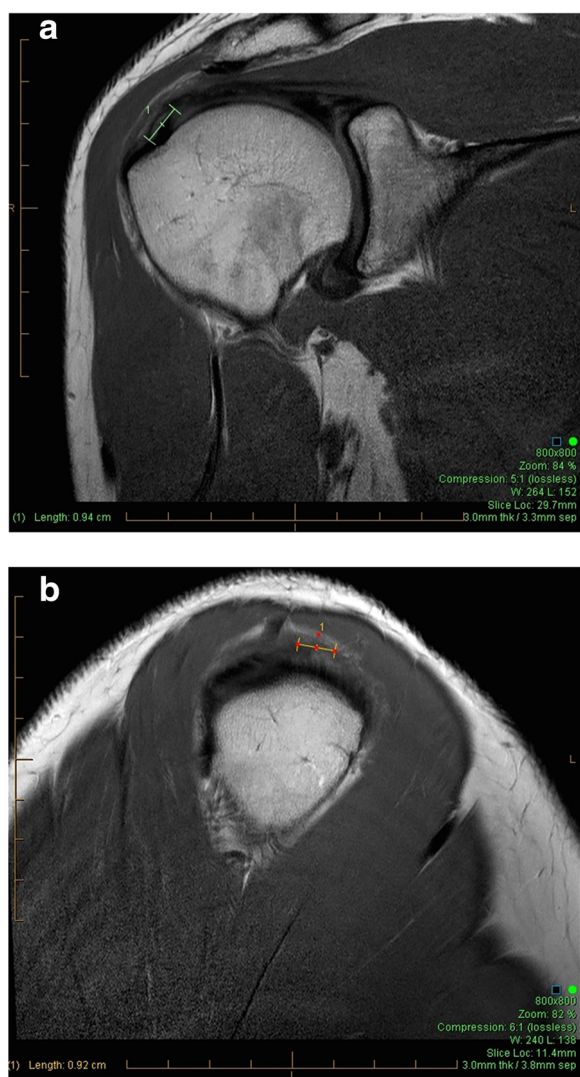 a
1
L
800x800
Zoom: 84 %
Compression: 5:1 (lossless)
W: 264 L: 152
Slice Loc: 29.7mm
(1) Length: 0.94 cm
3.0mm thk / 3.3mm sep
b
1
L
800x800
Zoom: 82 %
Compression: 6:1 (lossless)
W: 240 L: 138
Slice Loc: 11.4mm
(1) Length: 0.92 cm
3.0mm thk / 3.8mm sep